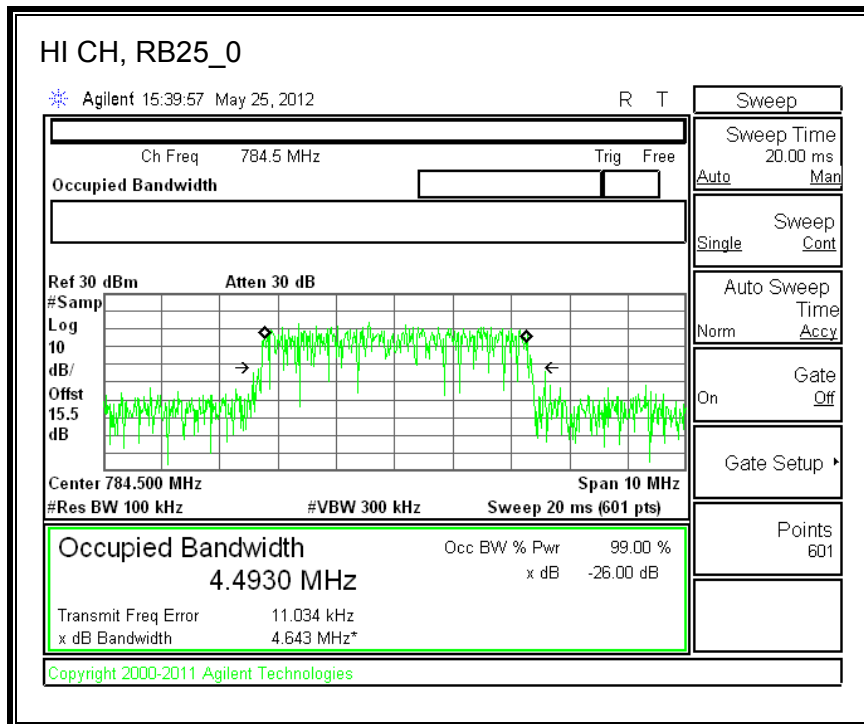 HI CH, RB25_0
Agilent 15:39:57 May 25, 2012 R T
Ch Freq 784.5 MHz Trig Free
Occupied Bandwidth
Ref 30 dBm Atten 30 dB
#Samp
Log
10
dB/
Offst
15.5
dB
Center 784.500 MHz Span 10 MHz
#Res BW 100 kHz #VBW 300 kHz Sweep 20 ms (601 pts)
Occupied Bandwidth
4.4930 MHz
Occ BW % Pwr 99.00 %
x dB -26.00 dB
Transmit Freq Error 11.034 kHz
x dB Bandwidth 4.643 MHz*
Copyright 2000-2011 Agilent Technologies
Sweep
Sweep Time
20.00 ms
Auto Man
Sweep
Single Cont
Auto Sweep
Time
Norm Accy
Gate
On Off
Gate Setup
Points
601